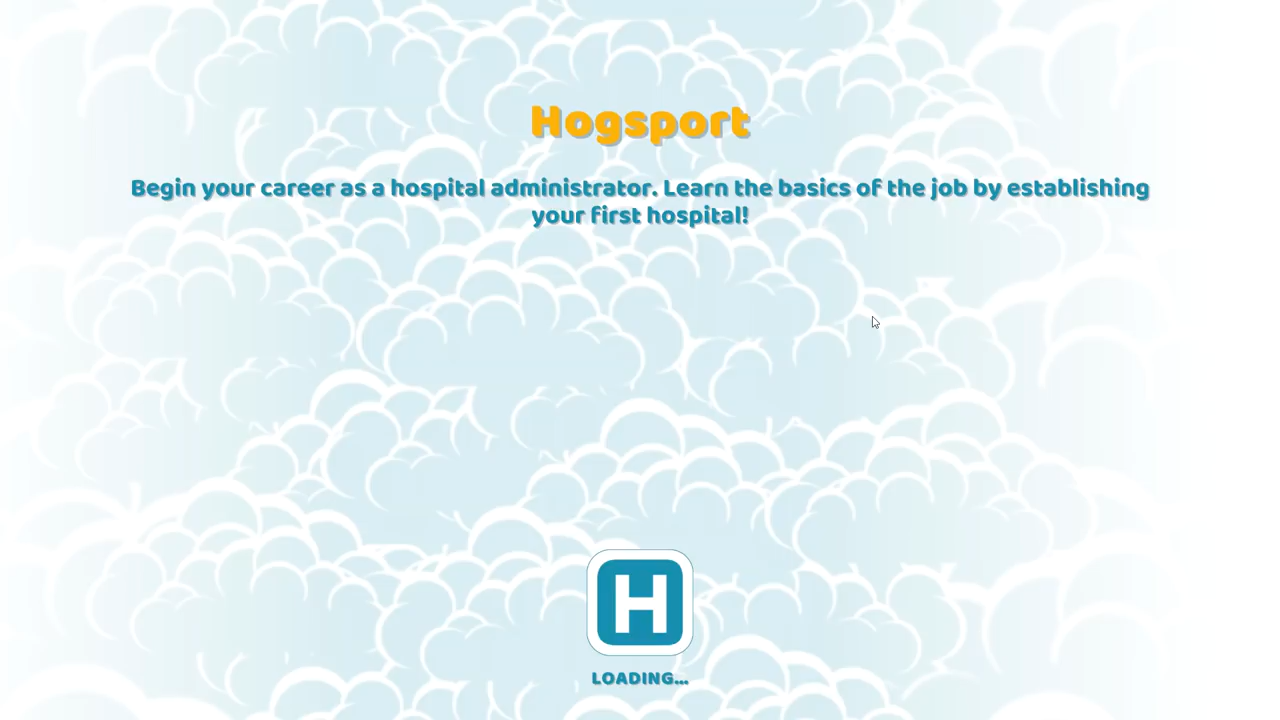 Hogsport
Begin your career as a hospital administrator. Learn the basics of the job by establishing
your first hospital!
H
LOADING...